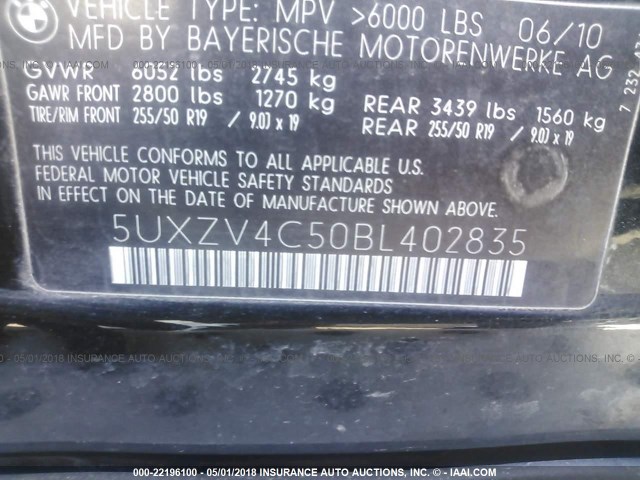 BMW
VEHICLE TYPE: MPV >6000 LBS 06/10
MFD BY BAYERISCHE MOTORENWERKE AG
GVWR 6052 lbs 2745 kg
GAWR FRONT 2800 lbs 1270 kg REAR 3439 lbs 1560 kg
TIRE/RIM FRONT 255/50 R19 / 9.0J x 19 REAR 255/50 R19 / 9.0J x 19
THIS VEHICLE CONFORMS TO ALL APPLICABLE U.S.
FEDERAL MOTOR VEHICLE SAFETY STANDARDS
IN EFFECT ON THE DATE OF MANUFACTURE SHOWN ABOVE
5UXZV4C50BL402835
7 232
000-22196100 - 05/01/2018 INSURANCE AUTO AUCTIONS, INC. © - IAAI.COM